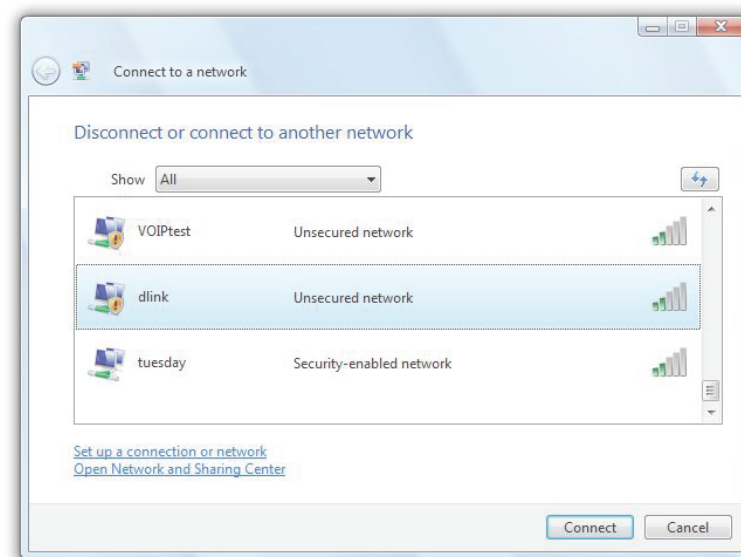 Connect to a network
Disconnect or connect to another network
Show All
VOIPtest Unsecured network
dlink Unsecured network
tuesday Security-enabled network
Set up a connection or network
Open Network and Sharing Center
Connect Cancel